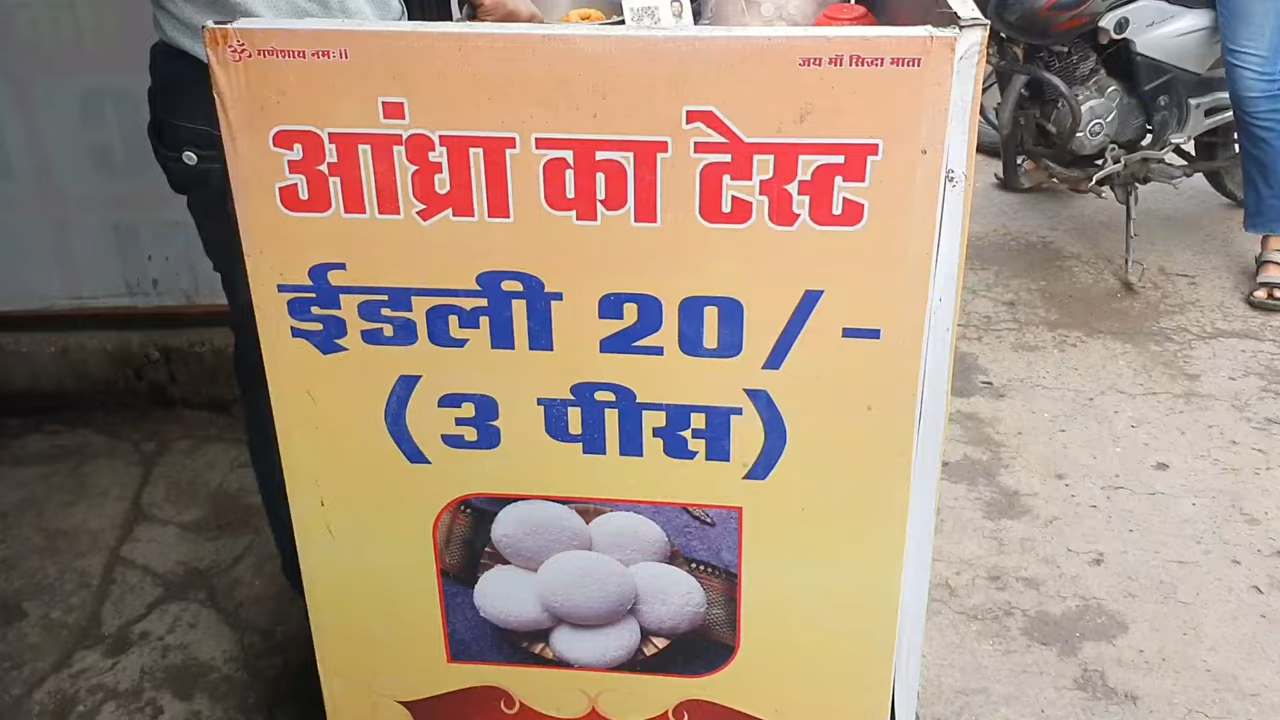 ॐ गणेशाय नमः।।
जय माँ सिद्धा माता
आंध्रा का टेस्ट
ईडली 20/-
(3 पीस)